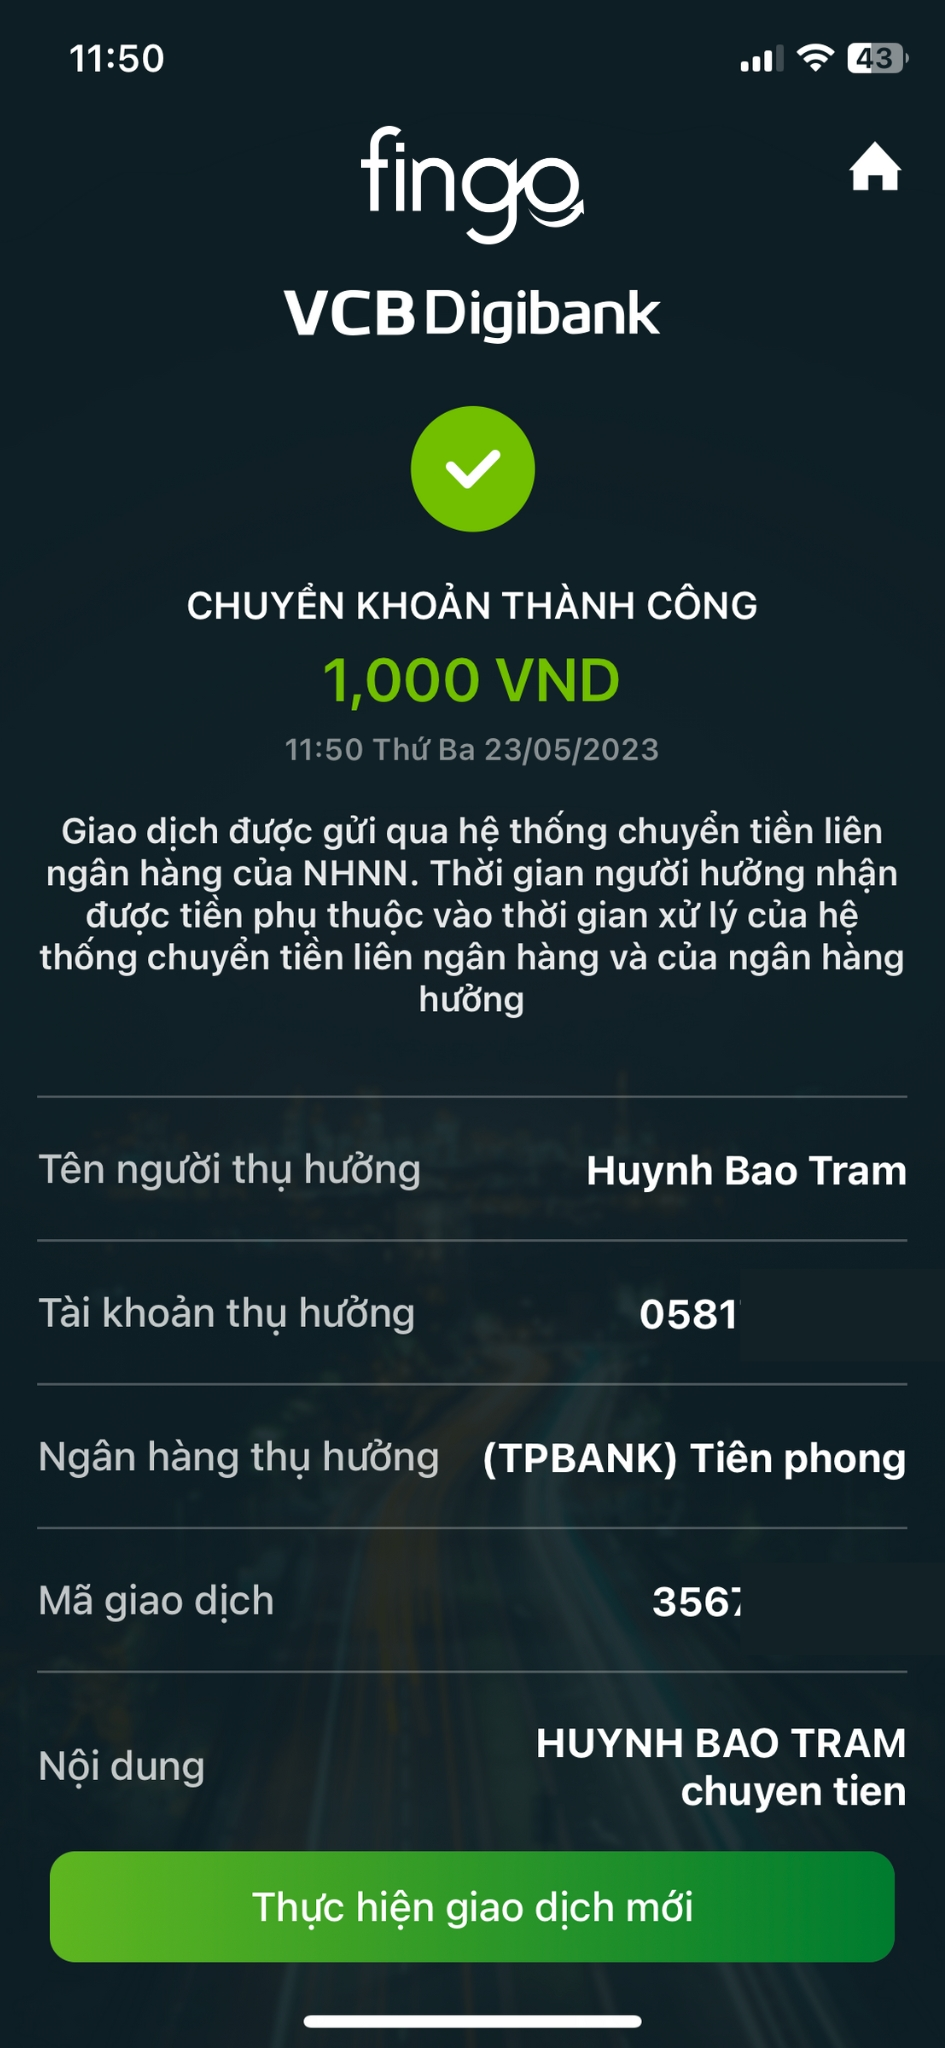 11:50
43
fingo
VCB Digibank
CHUYỂN KHOẢN THÀNH CÔNG
1,000 VND
11:50 Thứ Ba 23/05/2023
Giao dịch được gửi qua hệ thống chuyển tiền liên
ngân hàng của NHNN. Thời gian người hưởng nhận
được tiền phụ thuộc vào thời gian xử lý của hệ
thống chuyển tiền liên ngân hàng và của ngân hàng
hưởng
Tên người thụ hưởng Huynh Bao Tram
Tài khoản thụ hưởng 0581
Ngân hàng thụ hưởng (TPBANK) Tiên phong
Mã giao dịch 3567
Nội dung HUYNH BAO TRAM
chuyen tien
Thực hiện giao dịch mới